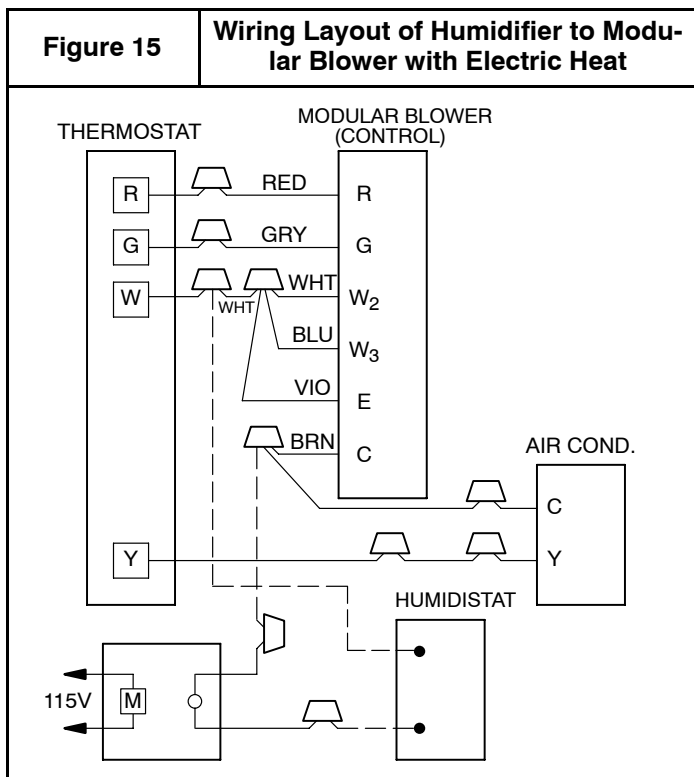 Figure 15
Wiring Layout of Humidifier to Modu-
lar Blower with Electric Heat
THERMOSTAT
MODULAR BLOWER
(CONTROL)
R
RED
R
G
GRY
G
W
WHT
WHT
W2
BLU
W3
VIO
E
BRN
C
AIR COND.
C
Y
Y
HUMIDISTAT
115V
M